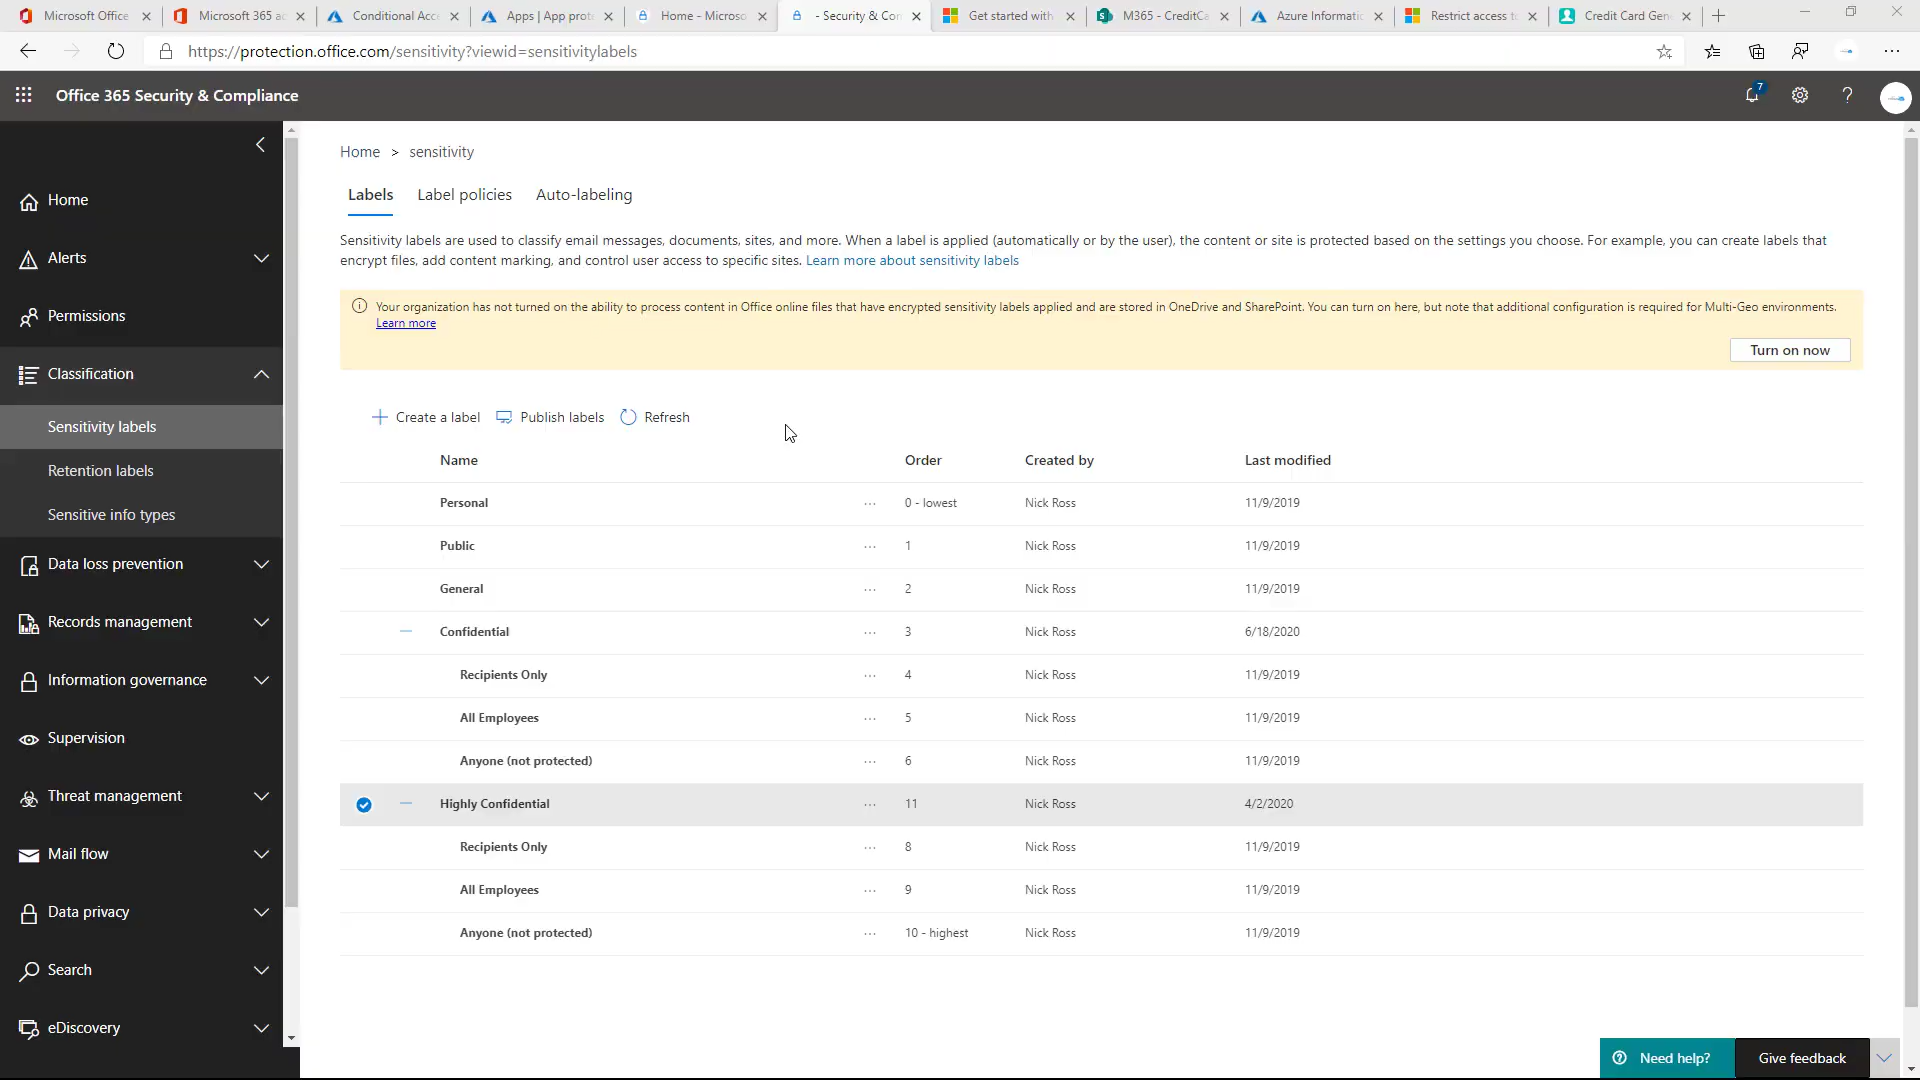 Microsoft Office
Microsoft 365 a
Conditional Acc
Apps | App prot
Home - Microso
- Security & Con
Get started with
M365 - CreditCa
Azure Informatic
Restrict access to
Credit Card Gen
https://protection.office.com/sensitivity?viewid=sensitivitylabels
Office 365 Security & Compliance
7
Home > sensitivity
Labels Label policies Auto-labeling
Sensitivity labels are used to classify email messages, documents, sites, and more. When a label is applied (automatically or by the user), the content or site is protected based on the settings you choose. For example, you can create labels that
encrypt files, add content marking, and control user access to specific sites. Learn more about sensitivity labels
Your organization has not turned on the ability to process content in Office online files that have encrypted sensitivity labels applied and are stored in OneDrive and SharePoint. You can turn on here, but note that additional configuration is required for Multi-Geo environments.
Learn more
Turn on now
Home
Alerts
Permissions
Classification
Sensitivity labels
Retention labels
Sensitive info types
Data loss prevention
Records management
Information governance
Supervision
Threat management
Mail flow
Data privacy
Search
eDiscovery
Create a label Publish labels Refresh
Name Order Created by Last modified
Personal ... 0 - lowest Nick Ross 11/9/2019
Public ... 1 Nick Ross 11/9/2019
General ... 2 Nick Ross 11/9/2019
Confidential ... 3 Nick Ross 6/18/2020
Recipients Only ... 4 Nick Ross 11/9/2019
All Employees ... 5 Nick Ross 11/9/2019
Anyone (not protected) ... 6 Nick Ross 11/9/2019
Highly Confidential ... 11 Nick Ross 4/2/2020
Recipients Only ... 8 Nick Ross 11/9/2019
All Employees ... 9 Nick Ross 11/9/2019
Anyone (not protected) ... 10 - highest Nick Ross 11/9/2019
Need help? Give feedback